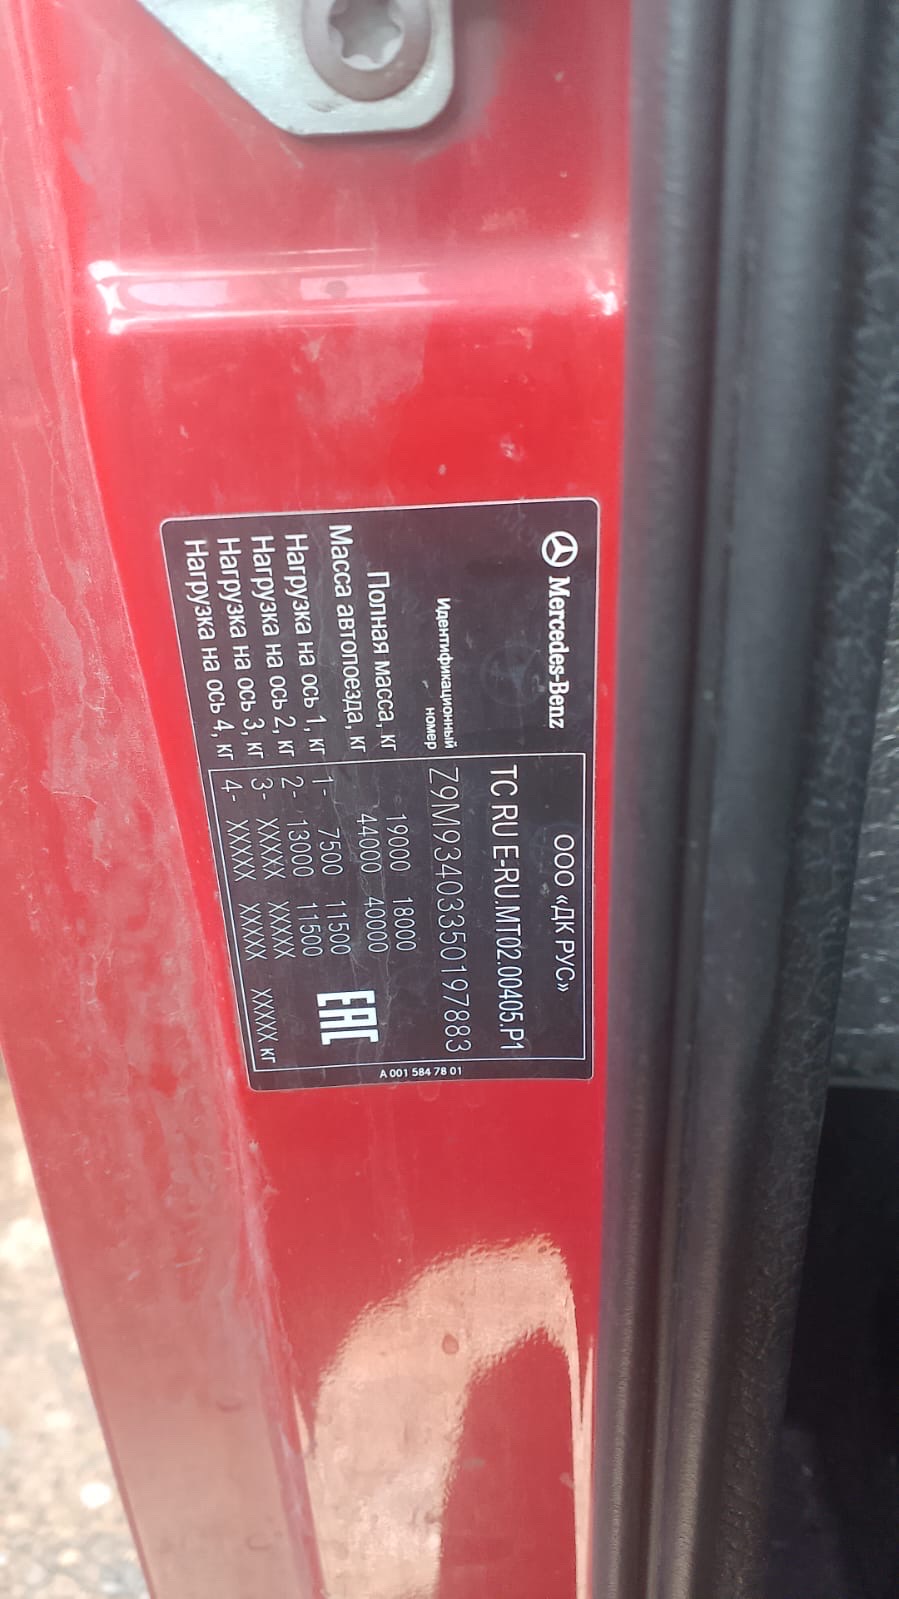 Mercedes-Benz
ООО «ДК РУС»
TC RU E-RU.MT02.00405.P1
Идентификационный номер Z9M93403350197883
Полная масса, кг 19000 18000
Масса автопоезда, кг 44000 40000
Нагрузка на ось 1, кг 1- 7500 11500
Нагрузка на ось 2, кг 2- 13000 11500
Нагрузка на ось 3, кг 3- XXXXX XXXXX
Нагрузка на ось 4, кг 4- XXXXX XXXXX XXXXX кг
EAC
A 001 584 78 01